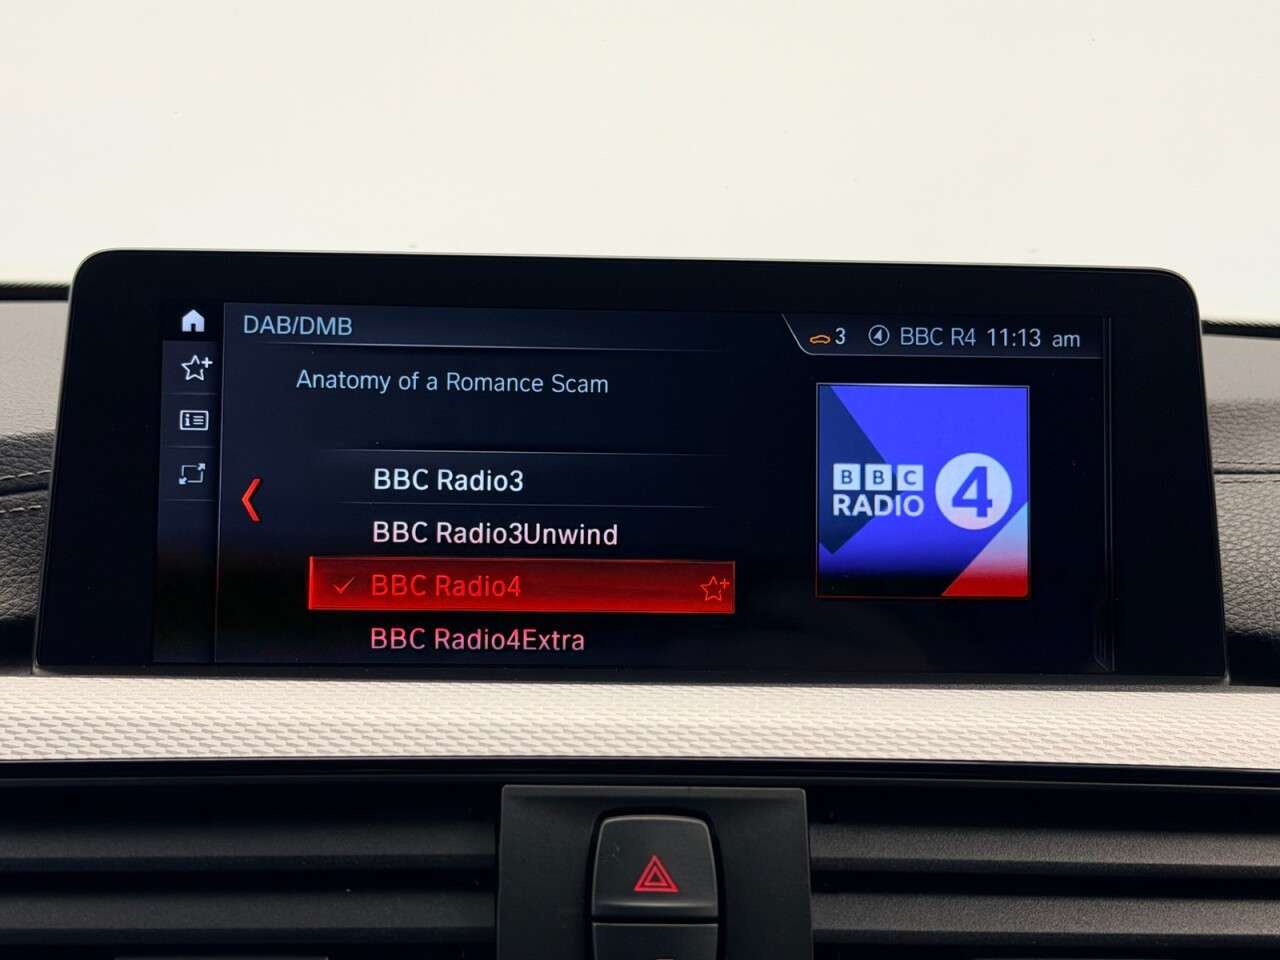 DAB/DMB
3 BBC R4 11:13 am
Anatomy of a Romance Scam
BBC Radio3
BBC Radio3Unwind
BBC Radio4
BBC Radio4Extra
BBC
RADIO 4